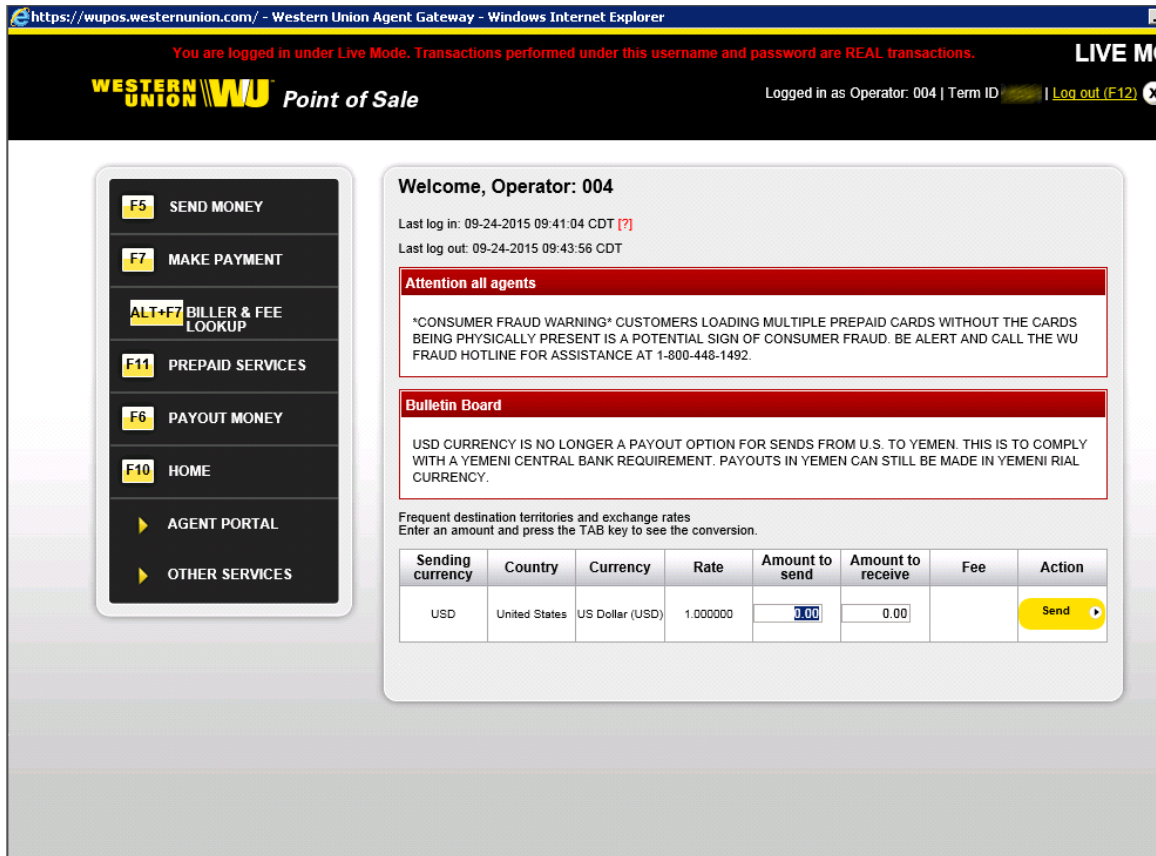 https://wupos.westernunion.com/ - Western Union Agent Gateway - Windows Internet Explorer
You are logged in under Live Mode. Transactions performed under this username and password are REAL transactions.
LIVE
WESTERN UNION WU Point of Sale
Logged in as Operator: 004 | Term ID | Log out (F12) X
F5 SEND MONEY
F7 MAKE PAYMENT
ALT+F7 BILLER & FEE
LOOKUP
F11 PREPAID SERVICES
F6 PAYOUT MONEY
F10 HOME
AGENT PORTAL
OTHER SERVICES
Welcome, Operator: 004
Last log in: 09-24-2015 09:41:04 CDT [?]
Last log out: 09-24-2015 09:43:56 CDT
Attention all agents
*CONSUMER FRAUD WARNING* CUSTOMERS LOADING MULTIPLE PREPAID CARDS WITHOUT THE CARDS
BEING PHYSICALLY PRESENT IS A POTENTIAL SIGN OF CONSUMER FRAUD. BE ALERT AND CALL THE WU
FRAUD HOTLINE FOR ASSISTANCE AT 1-800-448-1492.
Bulletin Board
USD CURRENCY IS NO LONGER A PAYOUT OPTION FOR SENDS FROM U.S. TO YEMEN. THIS IS TO COMPLY
WITH A YEMENI CENTRAL BANK REQUIREMENT. PAYOUTS IN YEMEN CAN STILL BE MADE IN YEMENI RIAL
CURRENCY.
Frequent destination territories and exchange rates
Enter an amount and press the TAB key to see the conversion.
Sending currency Country Currency Rate Amount to send Amount to receive Fee Action
USD United States US Dollar (USD) 1.000000 0.00 0.00 Send